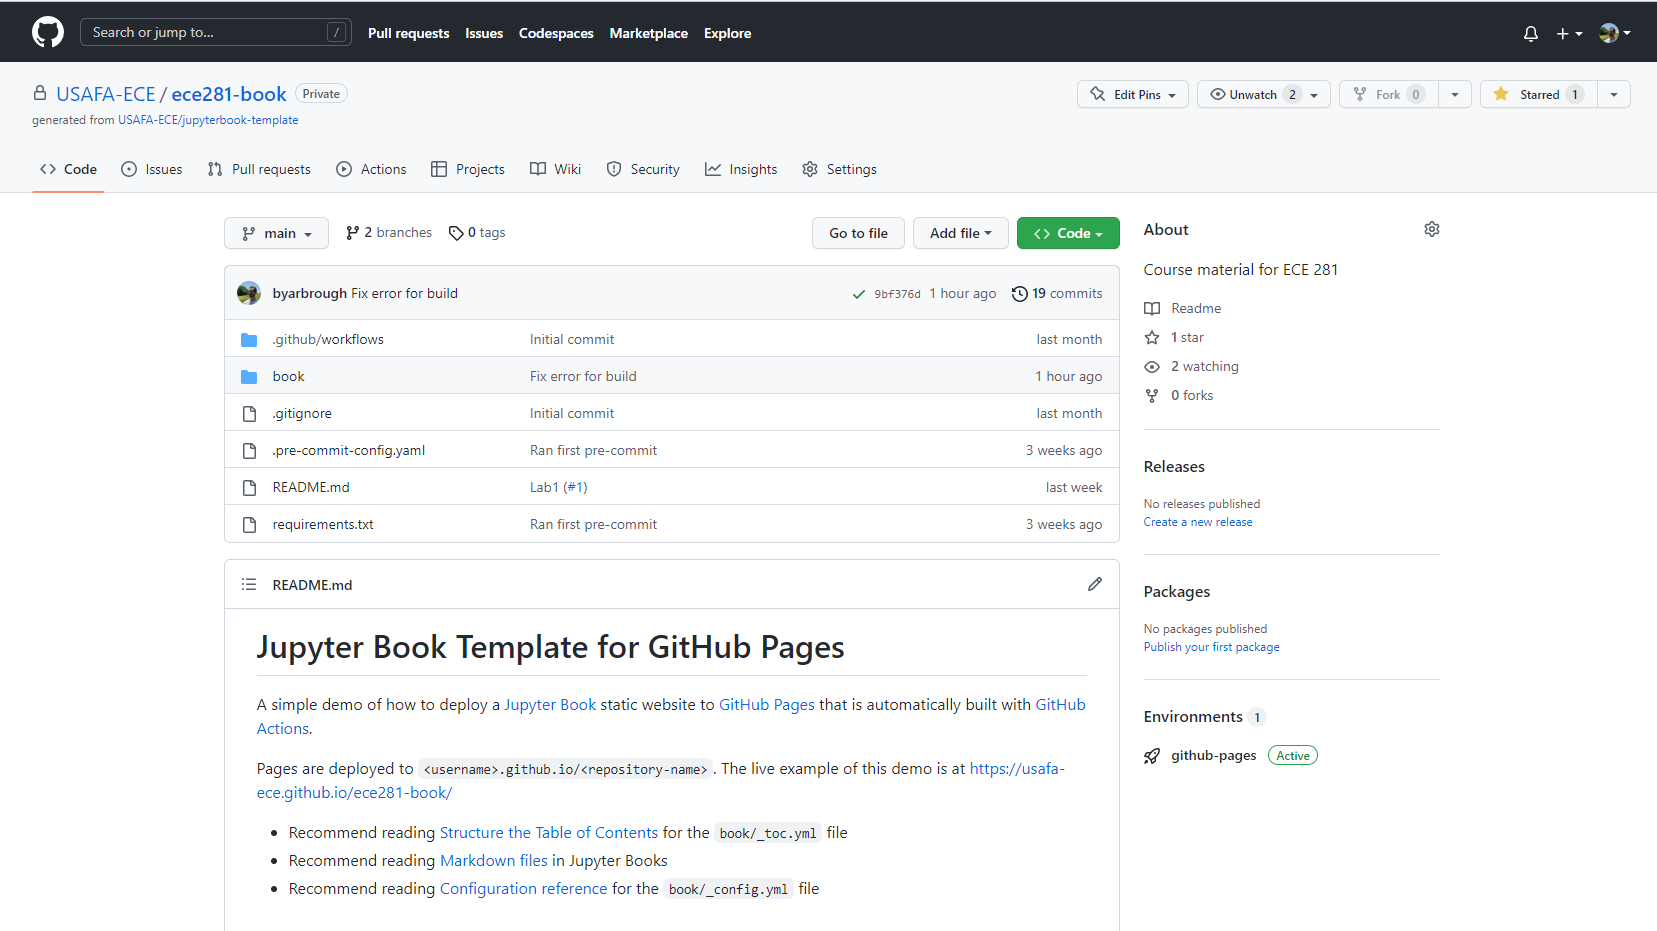 Search or jump to... /
Pull requests Issues Codespaces Marketplace Explore
USAFA-ECE / ece281-book Private
Edit Pins Unwatch 2 Fork 0 Starred 1
generated from USAFA-ECE/jupyterbook-template
Code Issues Pull requests Actions Projects Wiki Security Insights Settings
main 2 branches 0 tags Go to file Add file Code
byarbrough Fix error for build 9bf376d 1 hour ago 19 commits
.github/workflows Initial commit last month
book Fix error for build 1 hour ago
.gitignore Initial commit last month
.pre-commit-config.yaml Ran first pre-commit 3 weeks ago
README.md Lab1 (#1) last week
requirements.txt Ran first pre-commit 3 weeks ago
README.md
Jupyter Book Template for GitHub Pages
A simple demo of how to deploy a Jupyter Book static website to GitHub Pages that is automatically built with GitHub
Actions.
Pages are deployed to <username>.github.io/<repository-name>. The live example of this demo is at https://usafa-
ece.github.io/ece281-book/
• Recommend reading Structure the Table of Contents for the book/_toc.yml file
• Recommend reading Markdown files in Jupyter Books
• Recommend reading Configuration reference for the book/_config.yml file
About
Course material for ECE 281
Readme
1 star
2 watching
0 forks
Releases
No releases published
Create a new release
Packages
No packages published
Publish your first package
Environments 1
github-pages Active